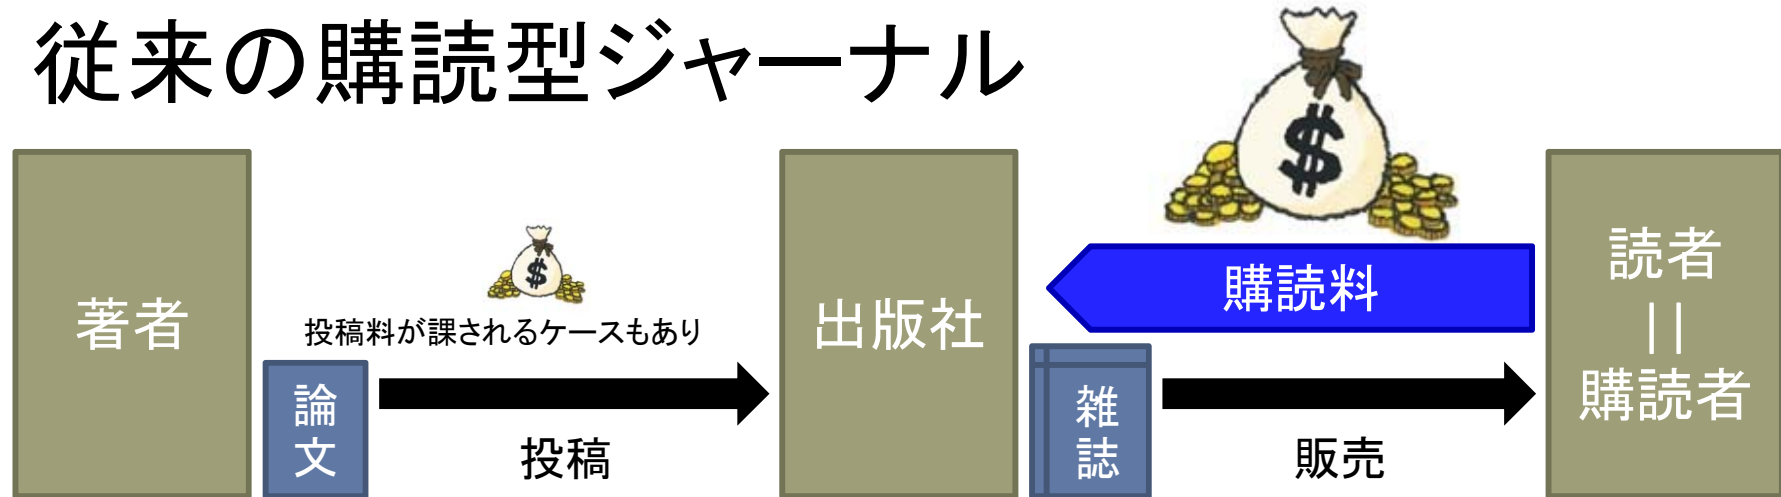 従来の購読型ジャーナル
$
$
著者
投稿料が課されるケースもあり
論文
投稿
出版社
購読料
雑誌
販売
読者
||
購読者